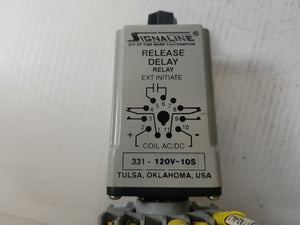 SIGNALINE®
DIV. OF TIME MARK CORPORATION
RELEASE
DELAY
RELAY
EXT INITIATE
+ COIL AC/DC -
331 - 120V-10S
TULSA, OKLAHOMA, USA